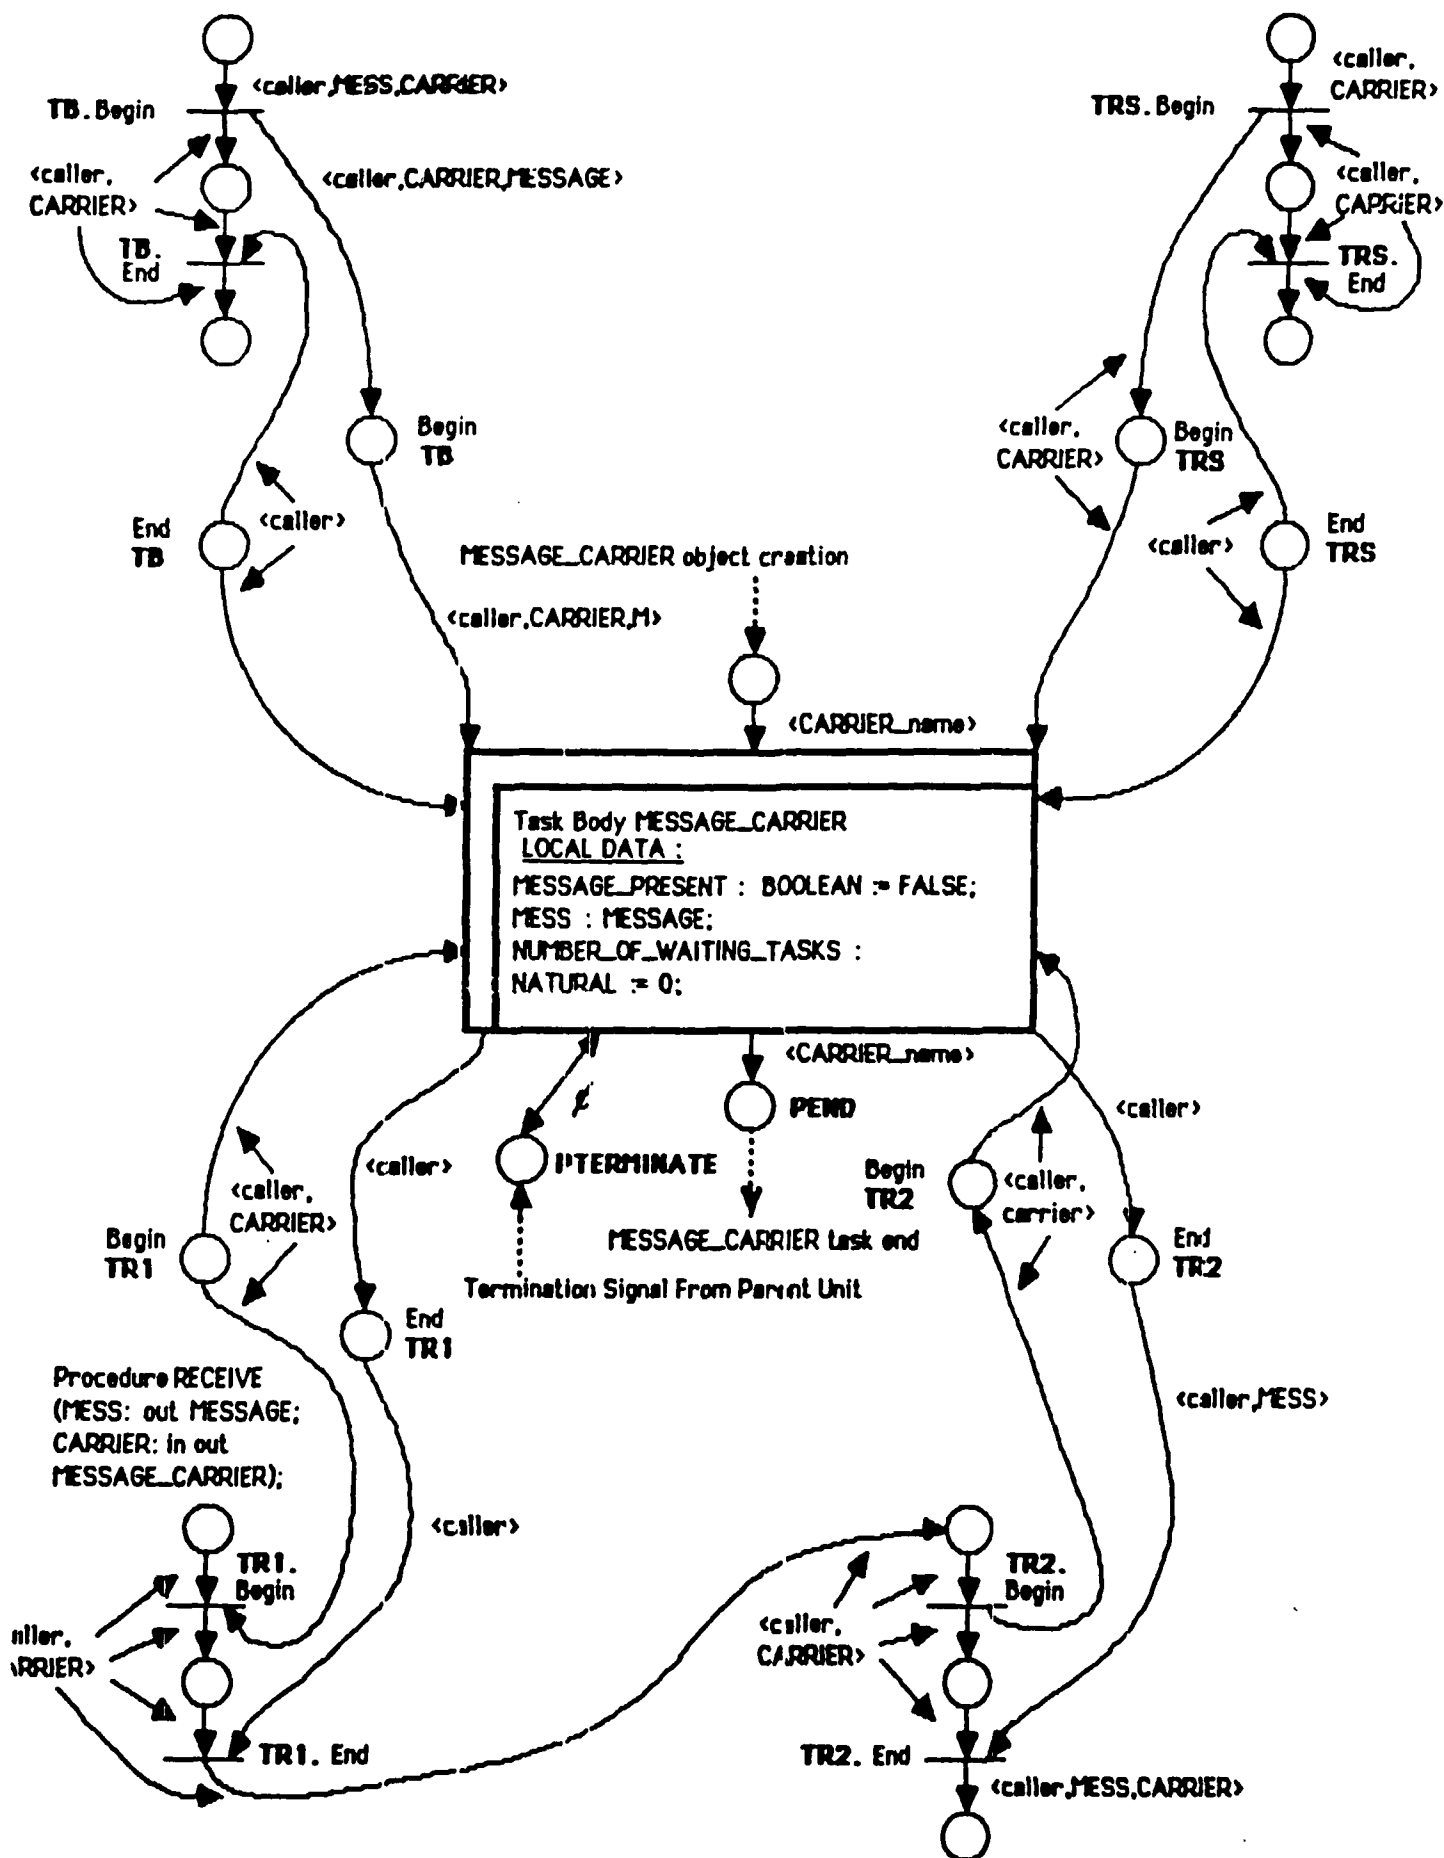 <caller,MESS,CARRIER>
TB. Begin
<caller,
CARRIER>
<caller,CARRIER,MESSAGE>
TB.
End
<caller,
CARRIER>
TRS. Begin
<caller,
CAPRiER>
TRS.
End
Begin
TB
End
TB
<caller>
<caller,CARRIER,M>
MESSAGE_CARRIER object creation
<CARRIER_name>
<caller,
CARRIER>
Begin
TRS
<caller>
End
TRS
Task Body MESSAGE_CARRIER
LOCAL DATA :
MESSAGE_PRESENT : BOOLEAN := FALSE;
MESS : MESSAGE;
NUMBER_OF_WAITING_TASKS :
NATURAL := 0;
<CARRIER_name>
PEND
PTERMINATE
MESSAGE_CARRIER task end
Termination Signal From Parent Unit
<caller,
CARRIER>
Begin
TR1
<caller>
End
TR1
Begin
TR2
<caller,
carrier>
<caller>
End
TR2
<caller,MESS>
Procedure RECEIVE
(MESS: out MESSAGE;
CARRIER: in out
MESSAGE_CARRIER);
<caller>
TR1.
Begin
ller,
RRIER>
TR1. End
TR2.
Begin
<caller,
CARRIER>
TR2. End
<caller,MESS,CARRIER>